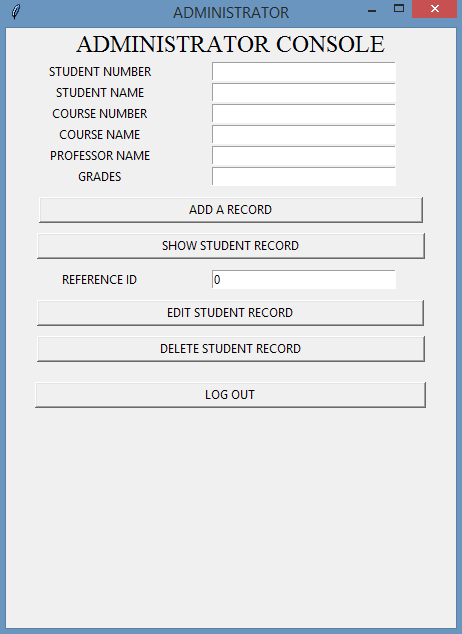 ADMINISTRATOR
ADMINISTRATOR CONSOLE
STUDENT NUMBER
STUDENT NAME
COURSE NUMBER
COURSE NAME
PROFESSOR NAME
GRADES
ADD A RECORD
SHOW STUDENT RECORD
REFERENCE ID 0
EDIT STUDENT RECORD
DELETE STUDENT RECORD
LOG OUT